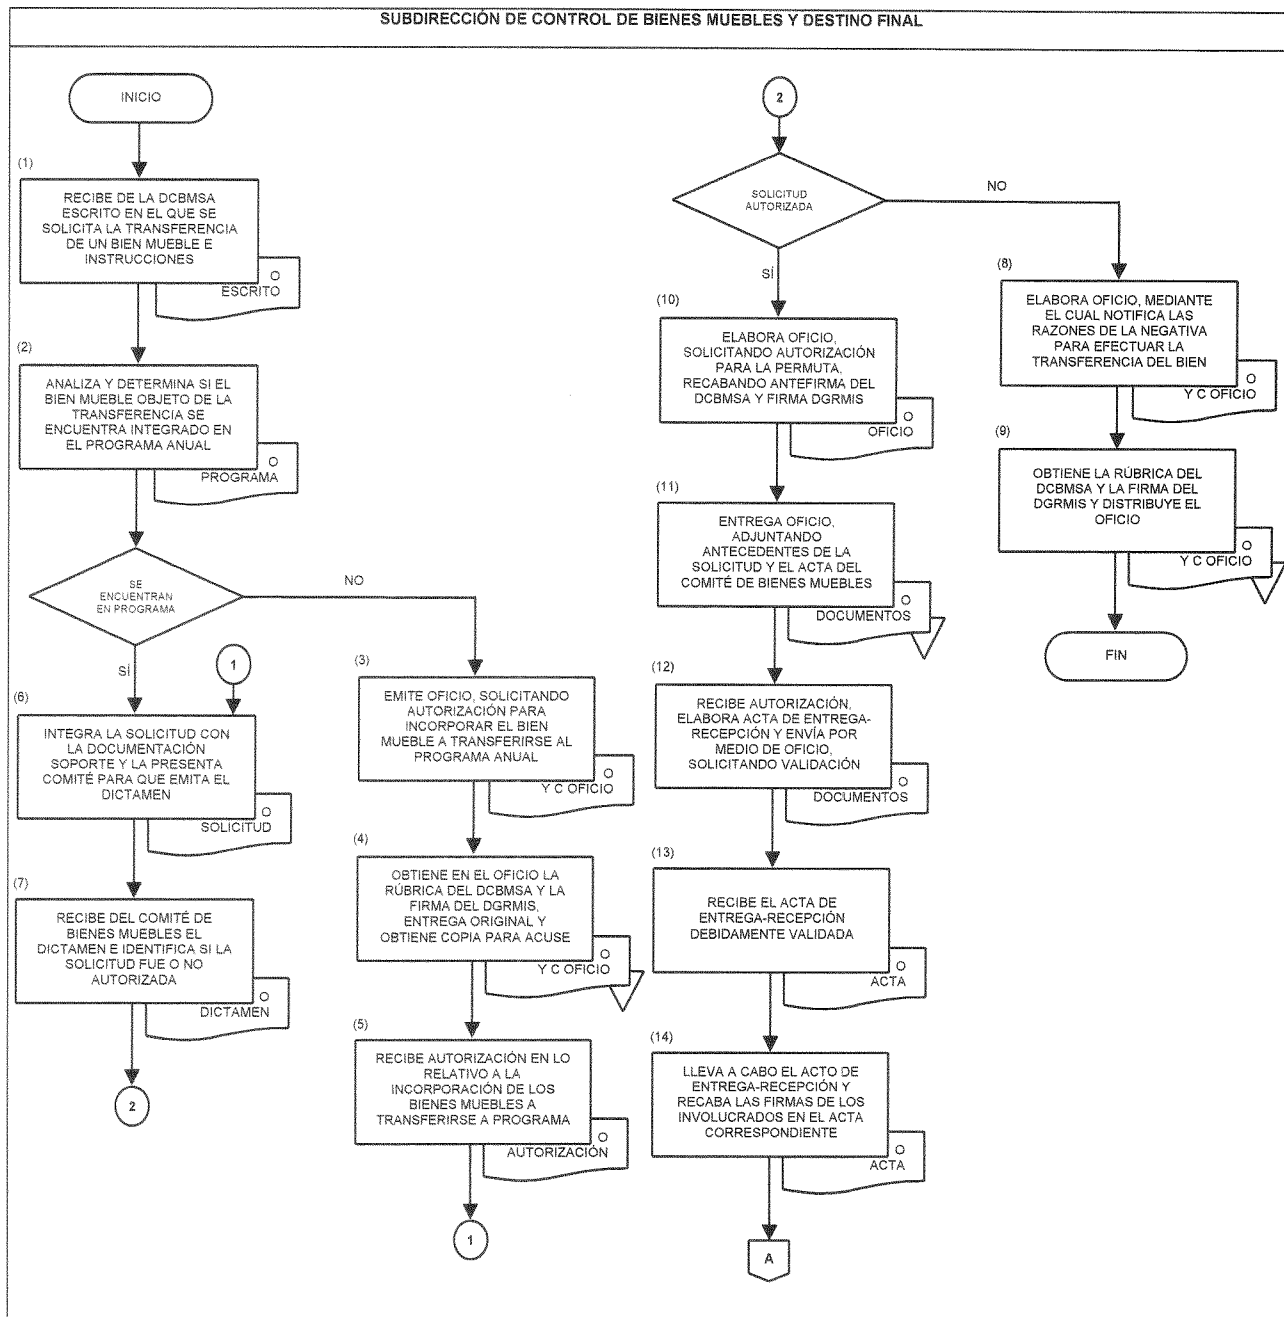 SUBDIRECCIÓN DE CONTROL DE BIENES MUEBLES Y DESTINO FINAL
INICIO
(1)
RECIBE DE LA DCBMSA
ESCRITO EN EL QUE SE
SOLICITA LA TRANSFERENCIA
DE UN BIEN MUEBLE E
INSTRUCCIONES
O
ESCRITO
(2)
ANALIZA Y DETERMINA SI EL
BIEN MUEBLE OBJETO DE LA
TRANSFERENCIA SE
ENCUENTRA INTEGRADO EN
EL PROGRAMA ANUAL
O
PROGRAMA
SE
ENCUENTRAN
EN PROGRAMA
NO
SÍ
1
(6)
INTEGRA LA SOLICITUD CON
LA DOCUMENTACIÓN
SOPORTE Y LA PRESENTA
COMITÉ PARA QUE EMITA EL
DICTAMEN
O
SOLICITUD
(7)
RECIBE DEL COMITÉ DE
BIENES MUEBLES EL
DICTAMEN E IDENTIFICA SI LA
SOLICITUD FUE O NO
AUTORIZADA
O
DICTAMEN
2
(3)
EMITE OFICIO, SOLICITANDO
AUTORIZACIÓN PARA
INCORPORAR EL BIEN
MUEBLE A TRANSFERIRSE AL
PROGRAMA ANUAL
O
Y C OFICIO
(4)
OBTIENE EN EL OFICIO LA
RÚBRICA DEL DCBMSA Y LA
FIRMA DEL DGRMIS,
ENTREGA ORIGINAL Y
OBTIENE COPIA PARA ACUSE
O
Y C OFICIO
(5)
RECIBE AUTORIZACIÓN EN LO
RELATIVO A LA
INCORPORACIÓN DE LOS
BIENES MUEBLES A
TRANSFERIRSE A PROGRAMA
O
AUTORIZACIÓN
1
2
SOLICITUD
AUTORIZADA
NO
SÍ
(10)
ELABORA OFICIO,
SOLICITANDO AUTORIZACIÓN
PARA LA PERMUTA,
RECABANDO ANTEFIRMA DEL
DCBMSA Y FIRMA DGRMIS
O
OFICIO
(11)
ENTREGA OFICIO,
ADJUNTANDO
ANTECEDENTES DE LA
SOLICITUD Y EL ACTA DEL
COMITÉ DE BIENES MUEBLES
O
DOCUMENTOS
(12)
RECIBE AUTORIZACIÓN,
ELABORA ACTA DE ENTREGA-
RECEPCIÓN Y ENVÍA POR
MEDIO DE OFICIO,
SOLICITANDO VALIDACIÓN
O
DOCUMENTOS
(13)
RECIBE EL ACTA DE
ENTREGA-RECEPCIÓN
DEBIDAMENTE VALIDADA
O
ACTA
(14)
LLEVA A CABO EL ACTO DE
ENTREGA-RECEPCIÓN Y
RECABA LAS FIRMAS DE LOS
INVOLUCRADOS EN EL ACTA
CORRESPONDIENTE
O
ACTA
A
(8)
ELABORA OFICIO, MEDIANTE
EL CUAL NOTIFICA LAS
RAZONES DE LA NEGATIVA
PARA EFECTUAR LA
TRANSFERENCIA DEL BIEN
O
Y C OFICIO
(9)
OBTIENE LA RÚBRICA DEL
DCBMSA Y LA FIRMA DEL
DGRMIS Y DISTRIBUYE EL
OFICIO
O
Y C OFICIO
FIN